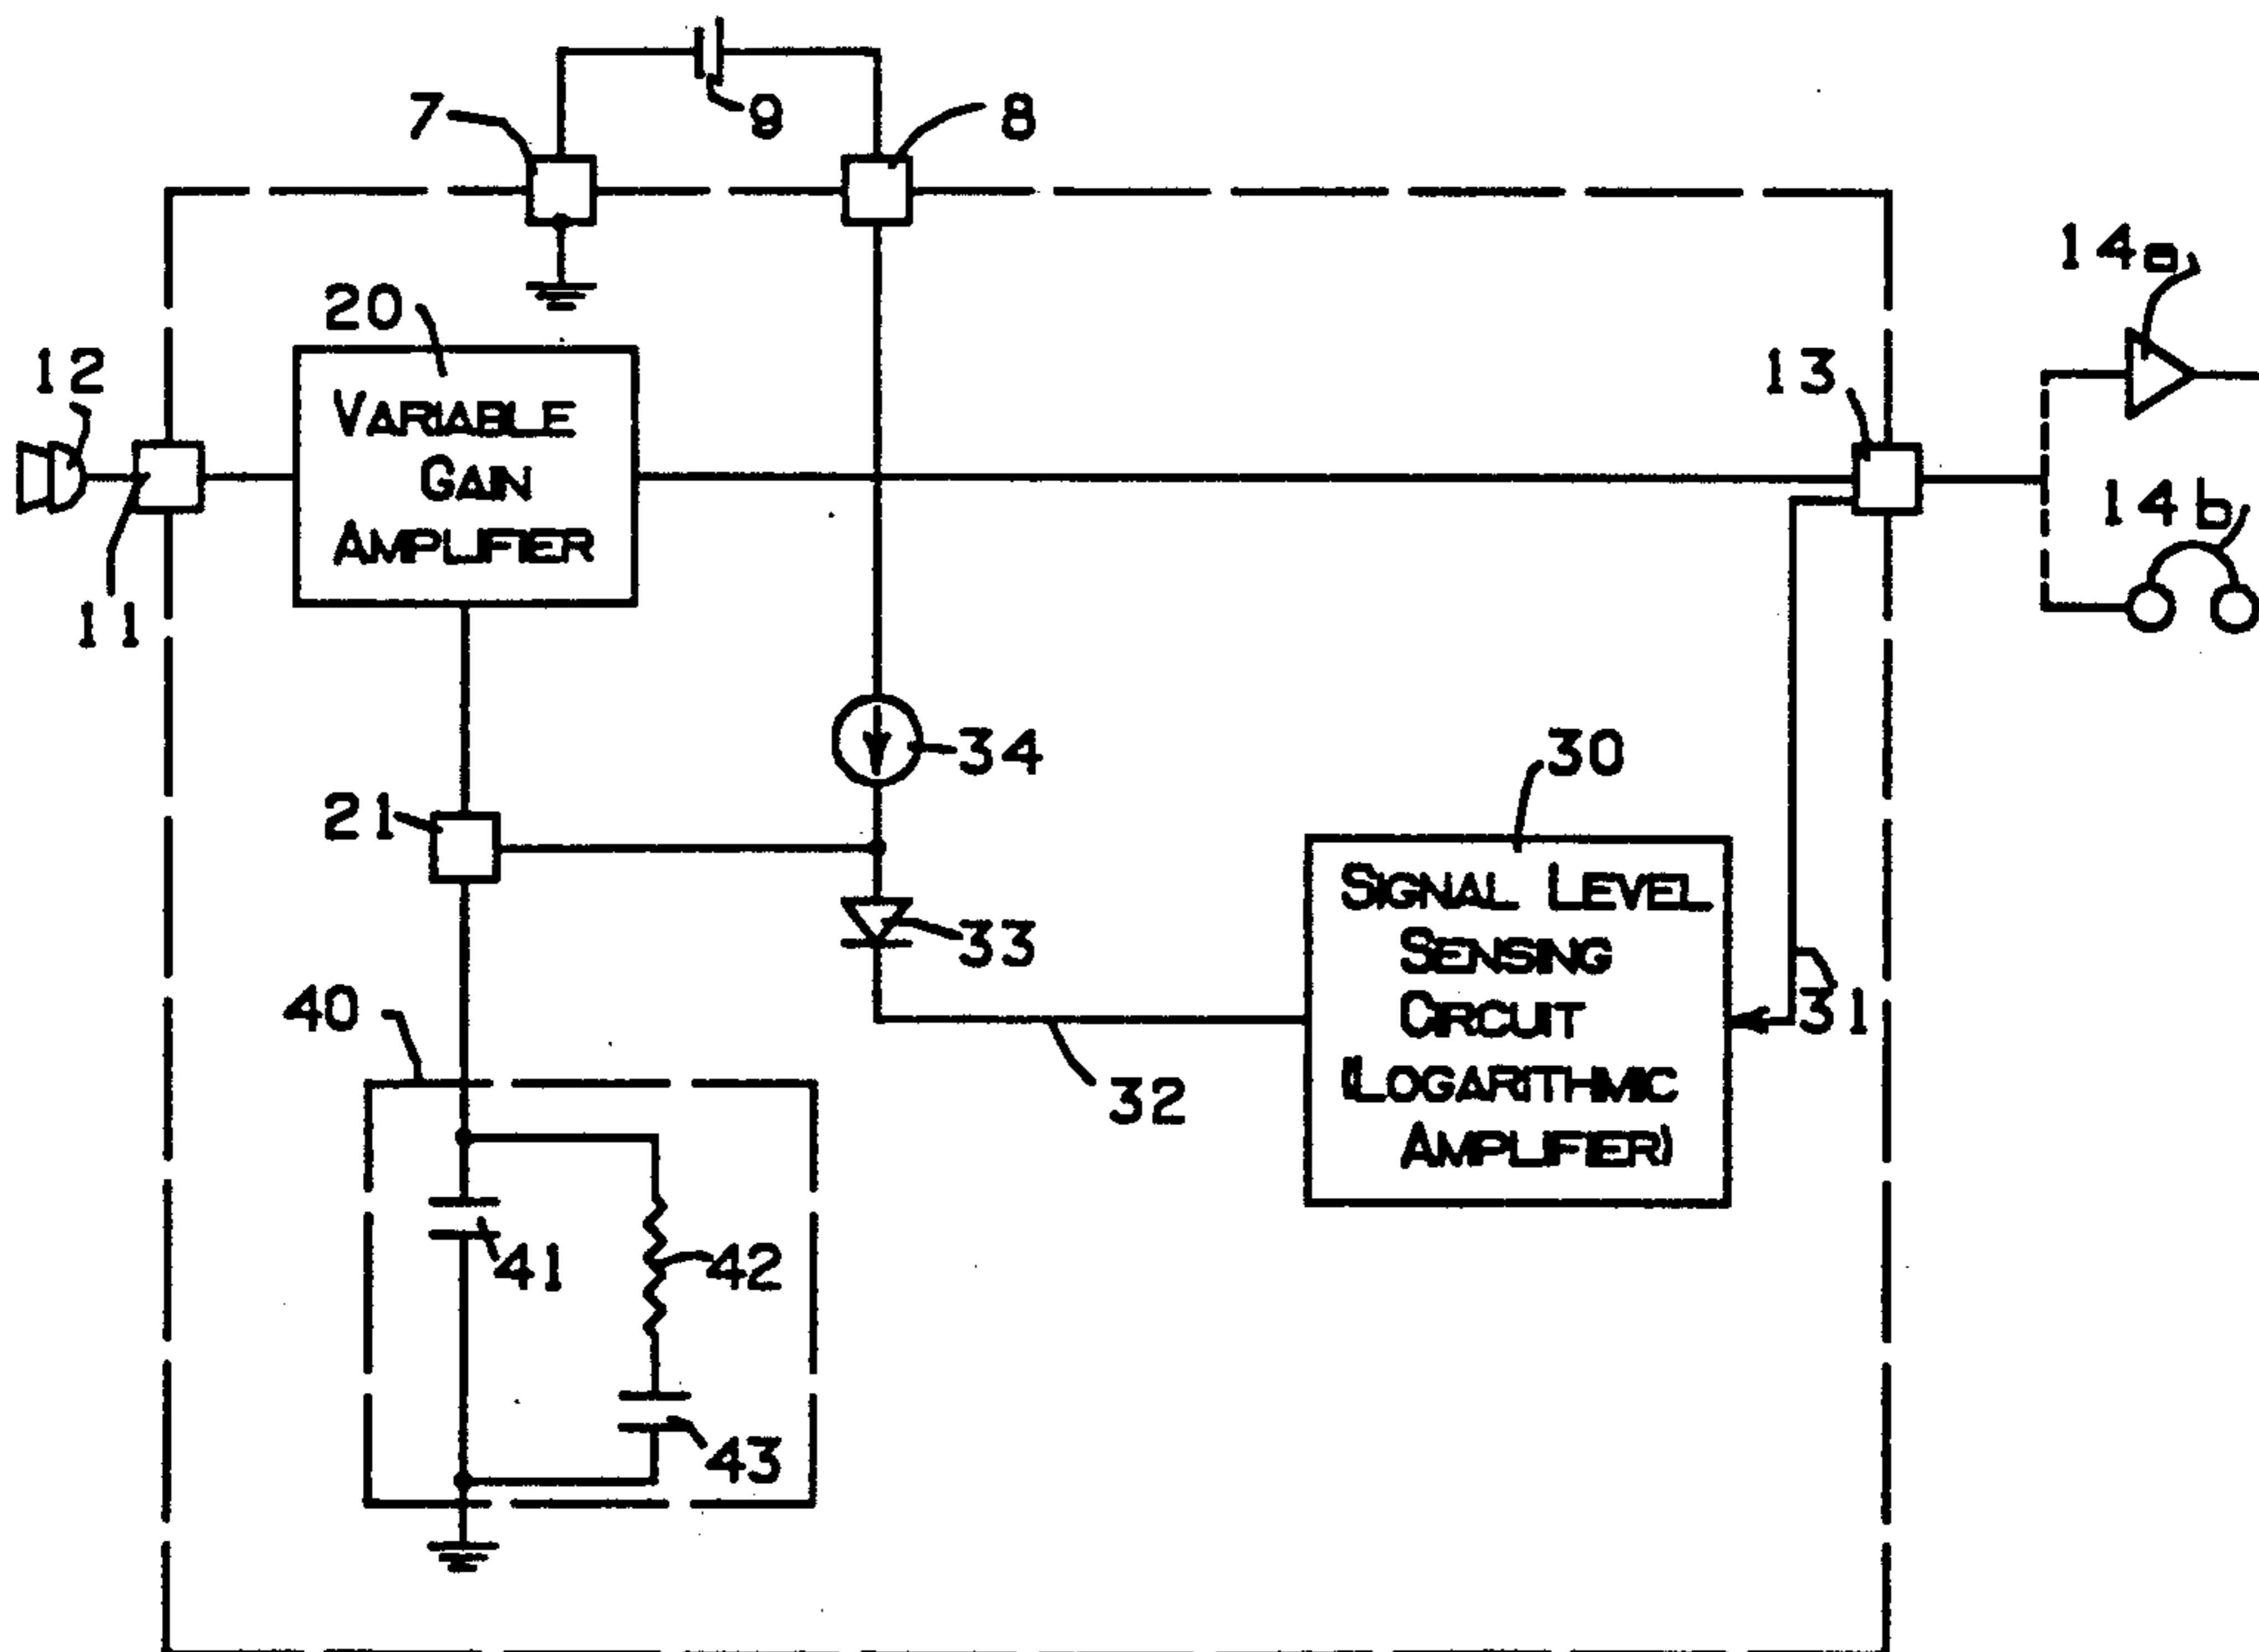 7
9
8
20
12
VARIABLE
GAIN
AMPLIFIER
11
14a
13
14b
34
21
33
30
SIGNAL LEVEL
SENSING
CIRCUIT
(LOGARITHMIC
AMPLIFIER)
31
32
40
41
42
43